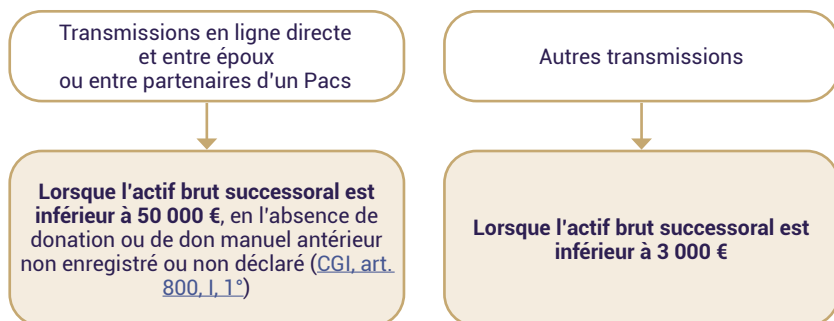 Transmissions en ligne directe
et entre époux
ou entre partenaires d'un Pacs
Autres transmissions
Lorsque l'actif brut successoral est
inférieur à 50 000 €, en l'absence de
donation ou de don manuel antérieur
non enregistré ou non déclaré (CGI, art.
800, I, 1°)
Lorsque l'actif brut successoral est
inférieur à 3 000 €